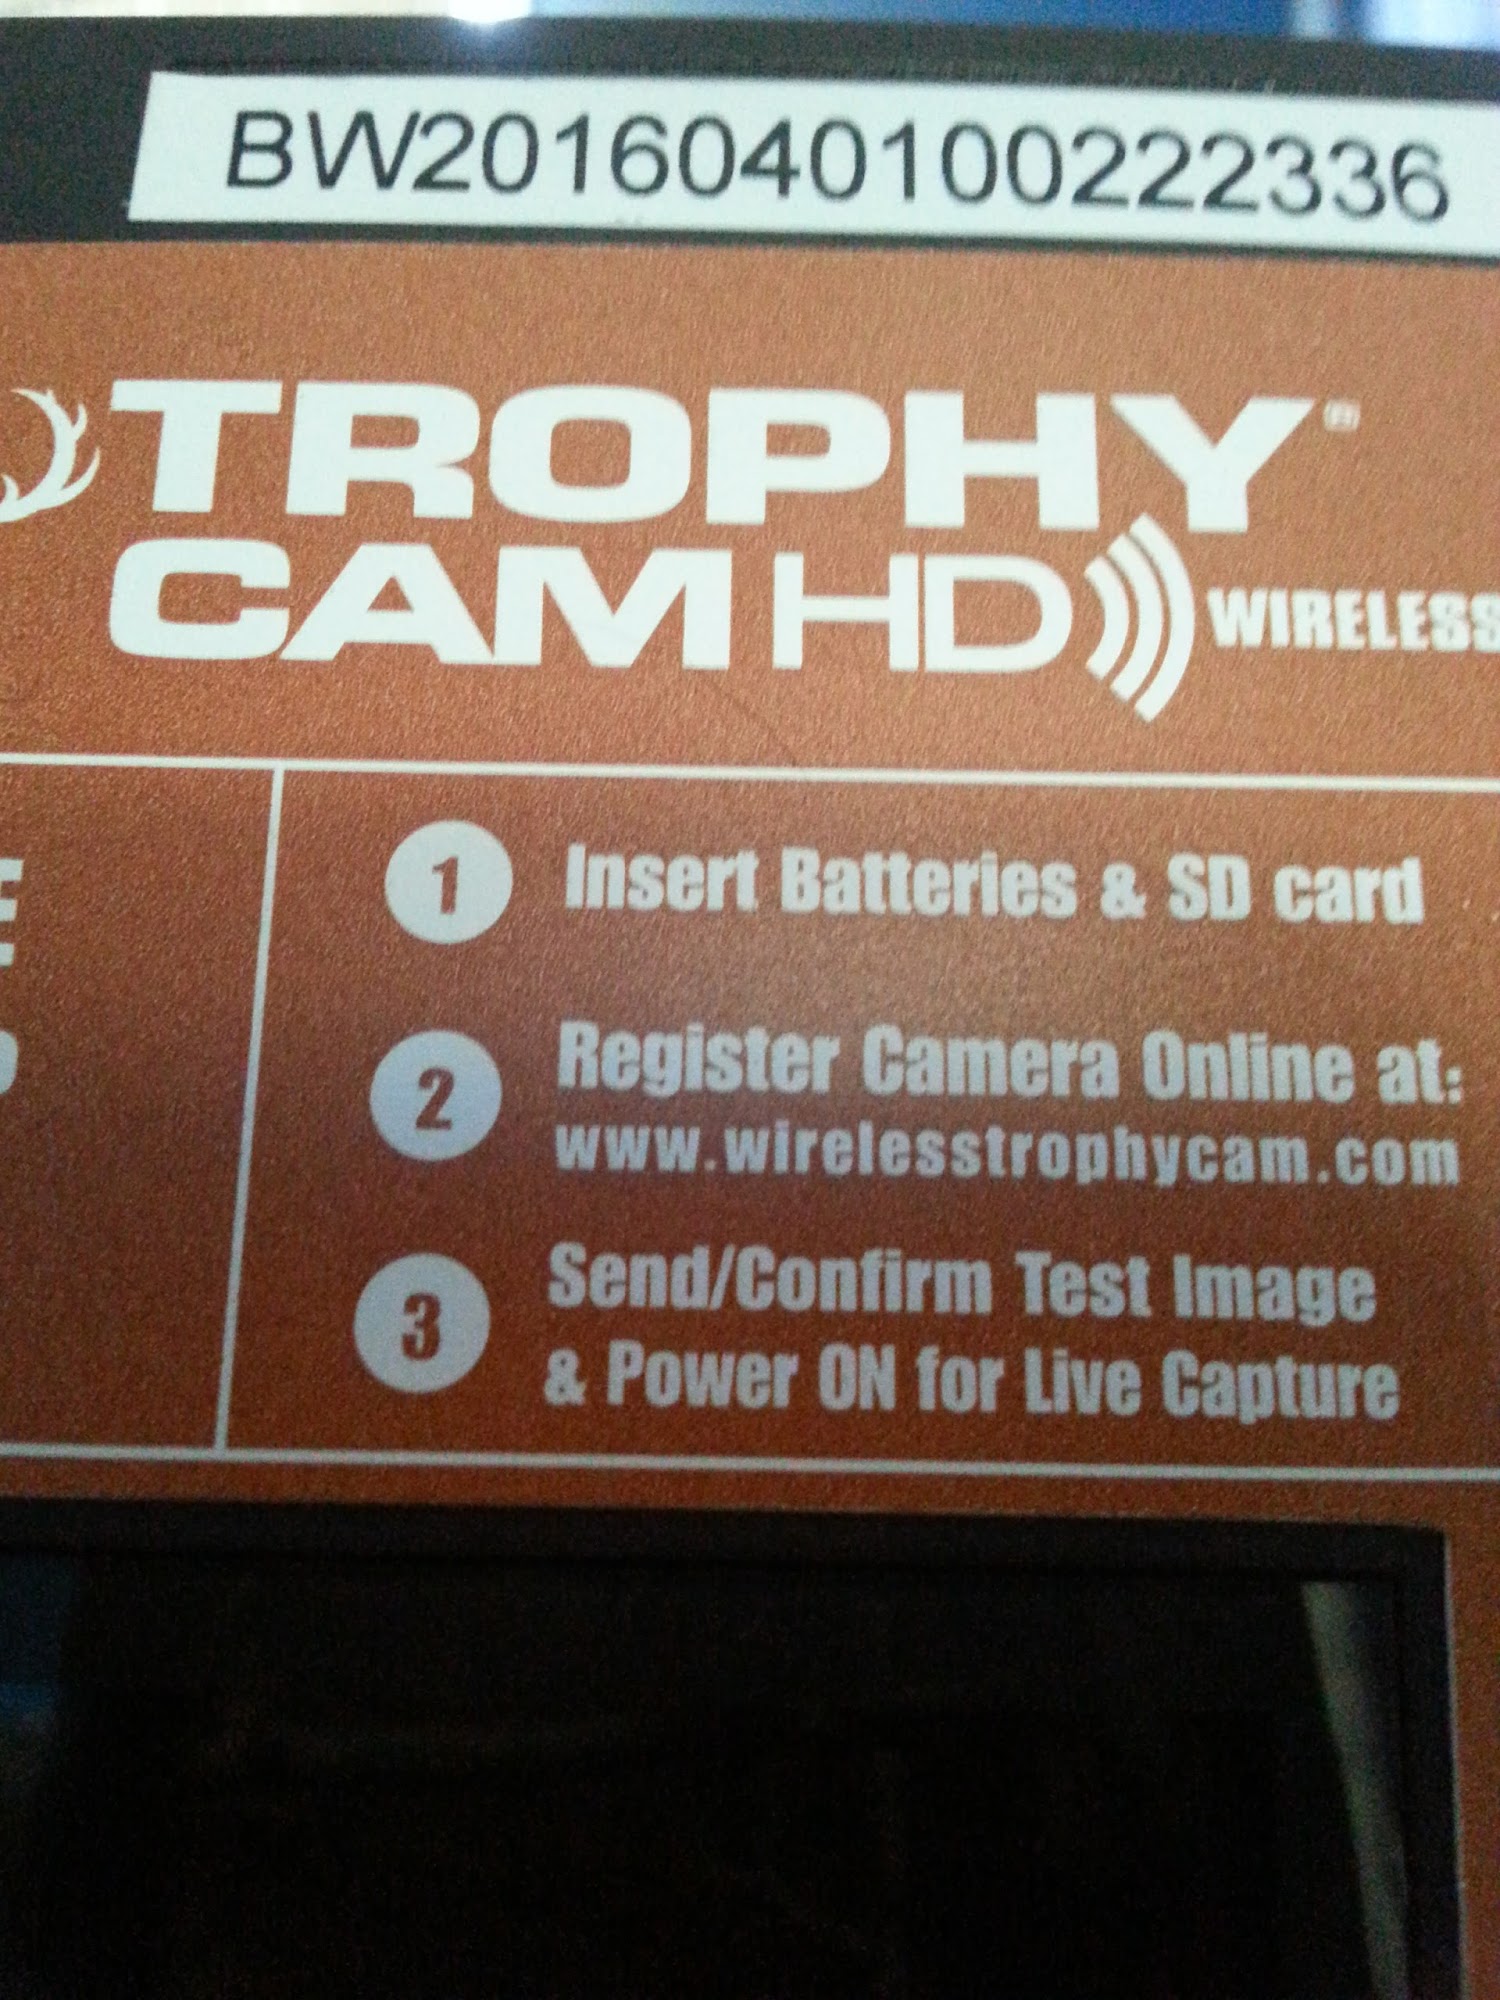 BW2016040100222336
TROPHY®
CAM HD WIRELESS
1 Insert Batteries & SD card
2 Register Camera Online at:
www.wirelesstrophycam.com
3 Send/Confirm Test Image
& Power ON for Live Capture